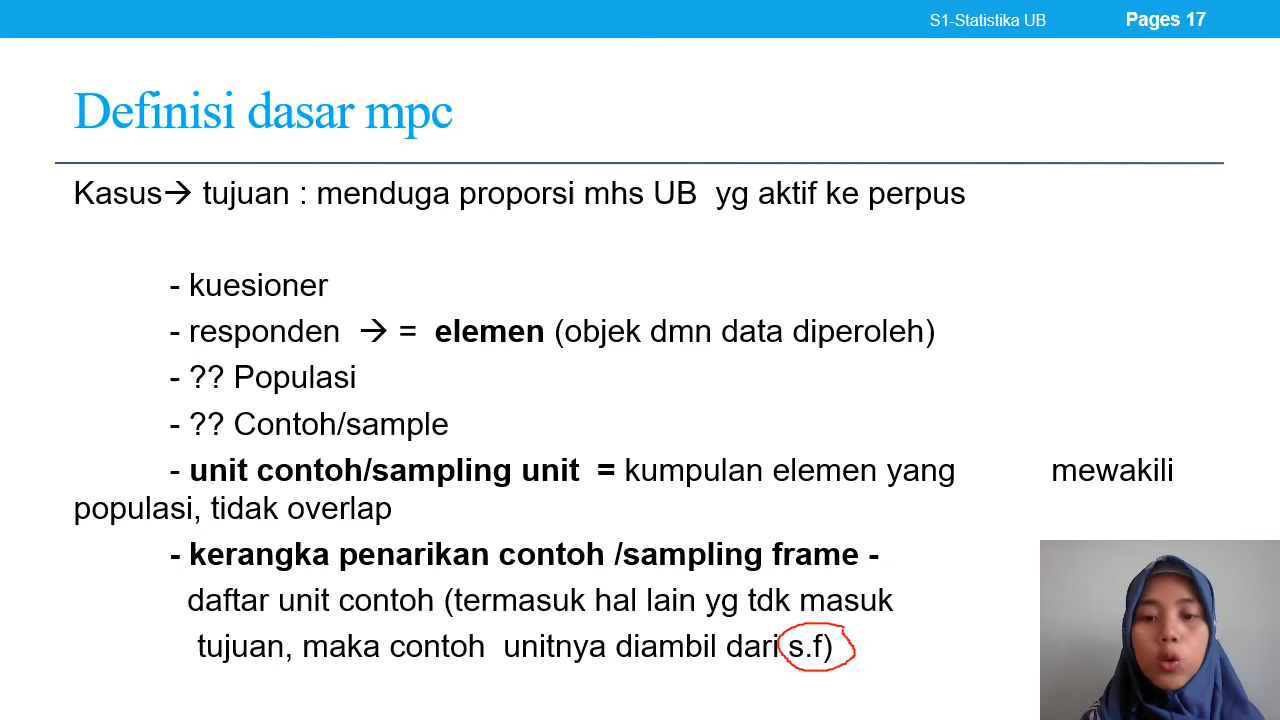 S1-Statistika UB Pages 17
Definisi dasar mpc
Kasus→ tujuan : menduga proporsi mhs UB yg aktif ke perpus
- kuesioner
- responden → = elemen (objek dmn data diperoleh)
- ?? Populasi
- ?? Contoh/sample
- unit contoh/sampling unit = kumpulan elemen yang mewakili
populasi, tidak overlap
- kerangka penarikan contoh /sampling frame -
daftar unit contoh (termasuk hal lain yg tdk masuk
tujuan, maka contoh unitnya diambil dari s.f)